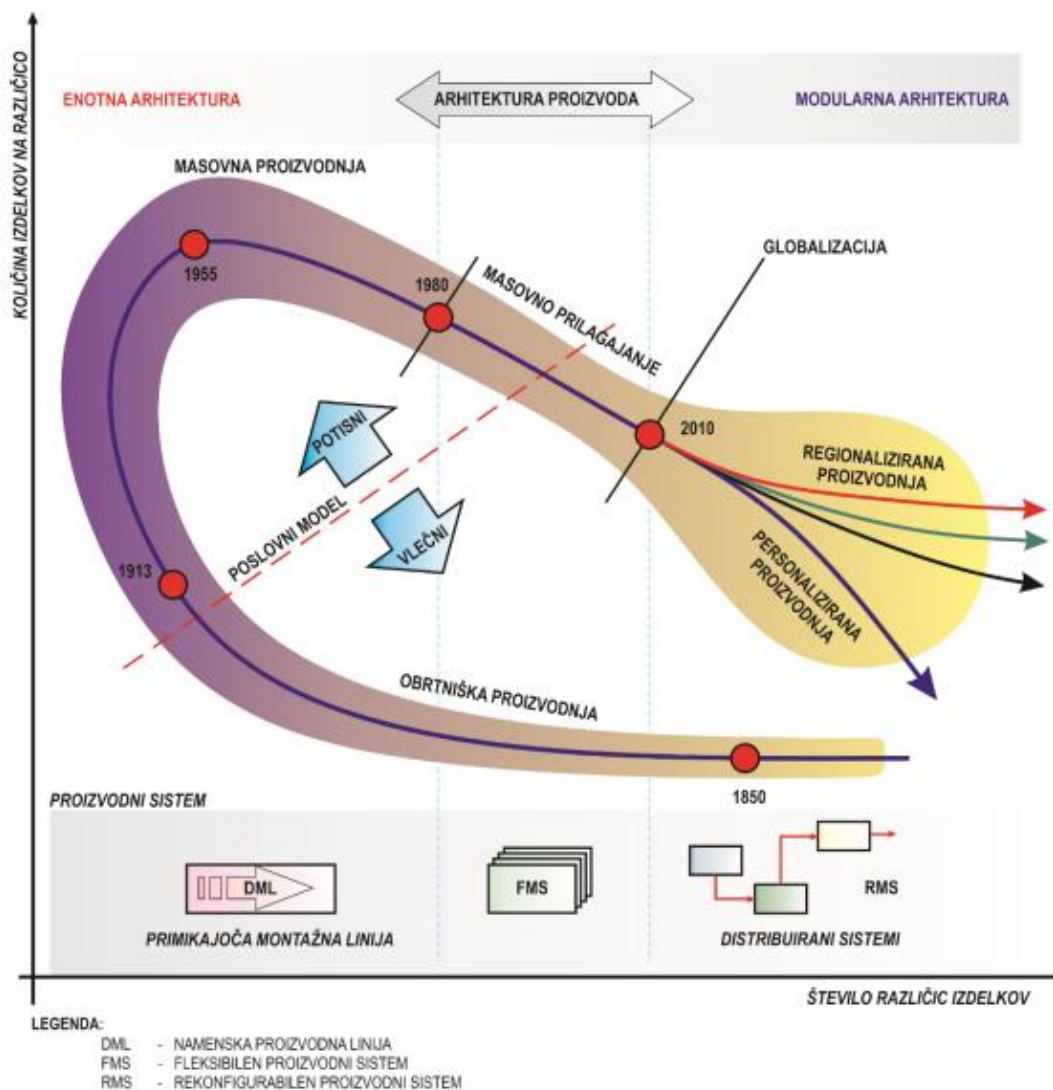 KOLIČINA IZDELKOV NA RAZLIČICO
ENOTNA ARHITEKTURA
ARHITEKTURA PROIZVODA
MODULARNA ARHITEKTURA
MASOVNA PROIZVODNJA
GLOBALIZACIJA
1955
1980
MASOVNO PRILAGAJANJE
2010
POTISNI
REGIONALIZIRANA
PROIZVODNJA
POSLOVNI MODEL
VLEČNI
PERSONALIZIRANA
PROIZVODNJA
1913
OBRTNIŠKA PROIZVODNJA
1850
PROIZVODNI SISTEM
DML
FMS
RMS
PRIMIKAJOČA MONTAŽNA LINIJA
DISTRIBUIRANI SISTEMI
ŠTEVILO RAZLIČIC IZDELKOV
LEGENDA:
DML - NAMENSKA PROIZVODNA LINIJA
FMS - FLEKSIBILEN PROIZVODNI SISTEM
RMS - REKONFIGURABILEN PROIZVODNI SISTEM